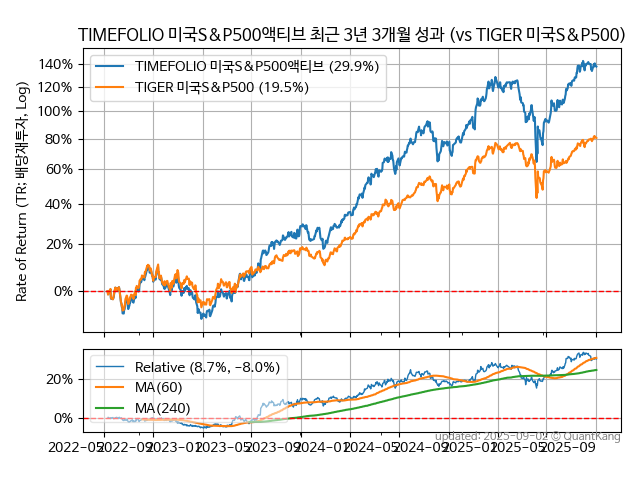 TIMEFOLIO 미국S&P500액티브 최근 3년 3개월 성과 (vs TIGER 미국S&P500)
TIMEFOLIO 미국S&P500액티브 (29.9%)
TIGER 미국S&P500 (19.5%)
Rate of Return (TR: 배당재투자, Log)
140%
120%
100%
80%
60%
40%
20%
0%
Relative (8.7%, −8.0%)
MA(60)
MA(240)
20%
0%
updated: 2025-09-02 © QuantKang
2022-05 2022-09 2023-01 2023-05 2023-09 2024-01 2024-05 2024-09 2025-01 2025-05 2025-09